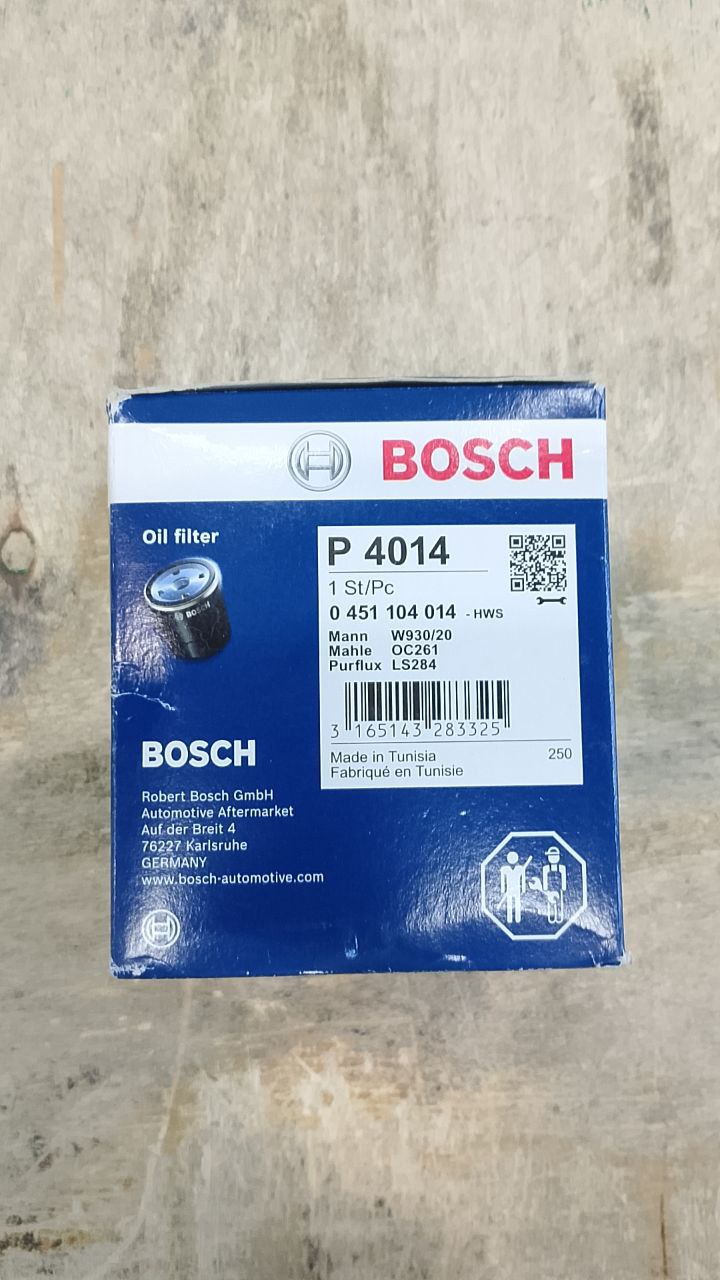 BOSCH
Oil filter
P 4014
1 St/Pc
0 451 104 014 - HWS
Mann W930/20
Mahle OC261
Purflux LS284
3 165143 283325
Made in Tunisia 250
Fabriqué en Tunisie
BOSCH
BOSCH
Robert Bosch GmbH
Automotive Aftermarket
Auf der Breit 4
76227 Karlsruhe
GERMANY
www.bosch-automotive.com